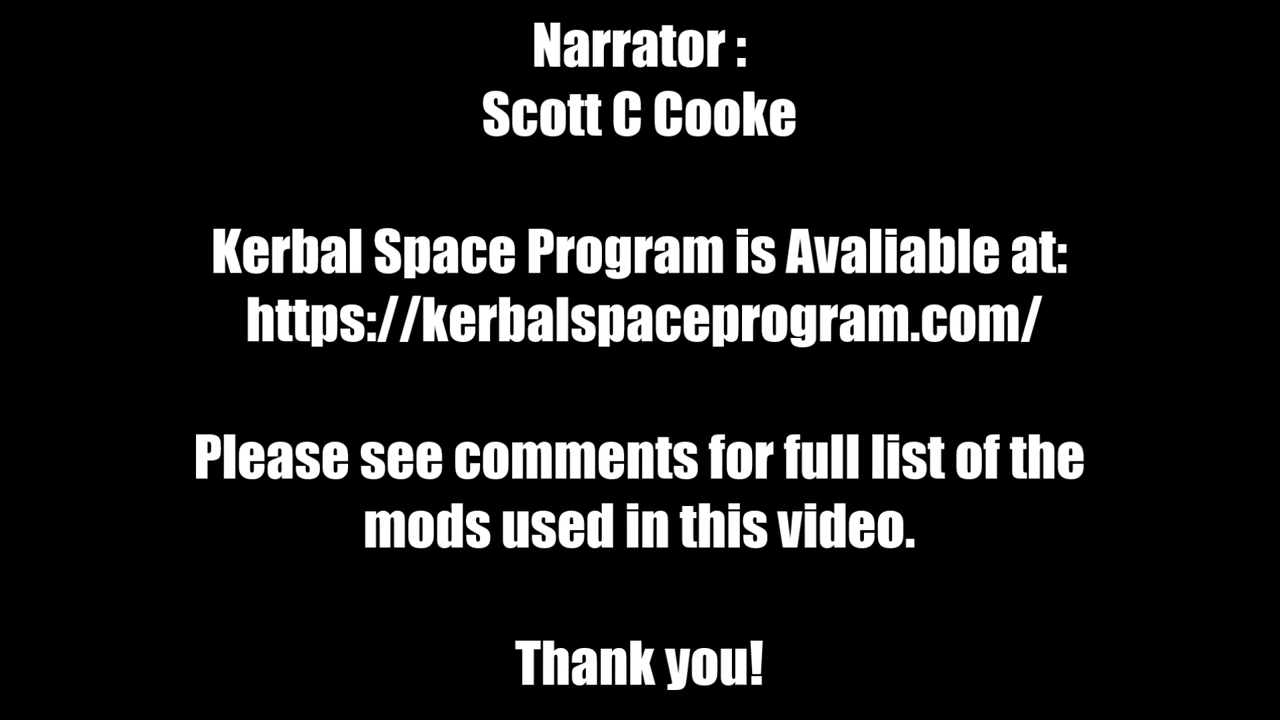 Narrator :
Scott C Cooke
Kerbal Space Program is Avaliable at:
https://kerbalspaceprogram.com/
Please see comments for full list of the
mods used in this video.
Thank you!